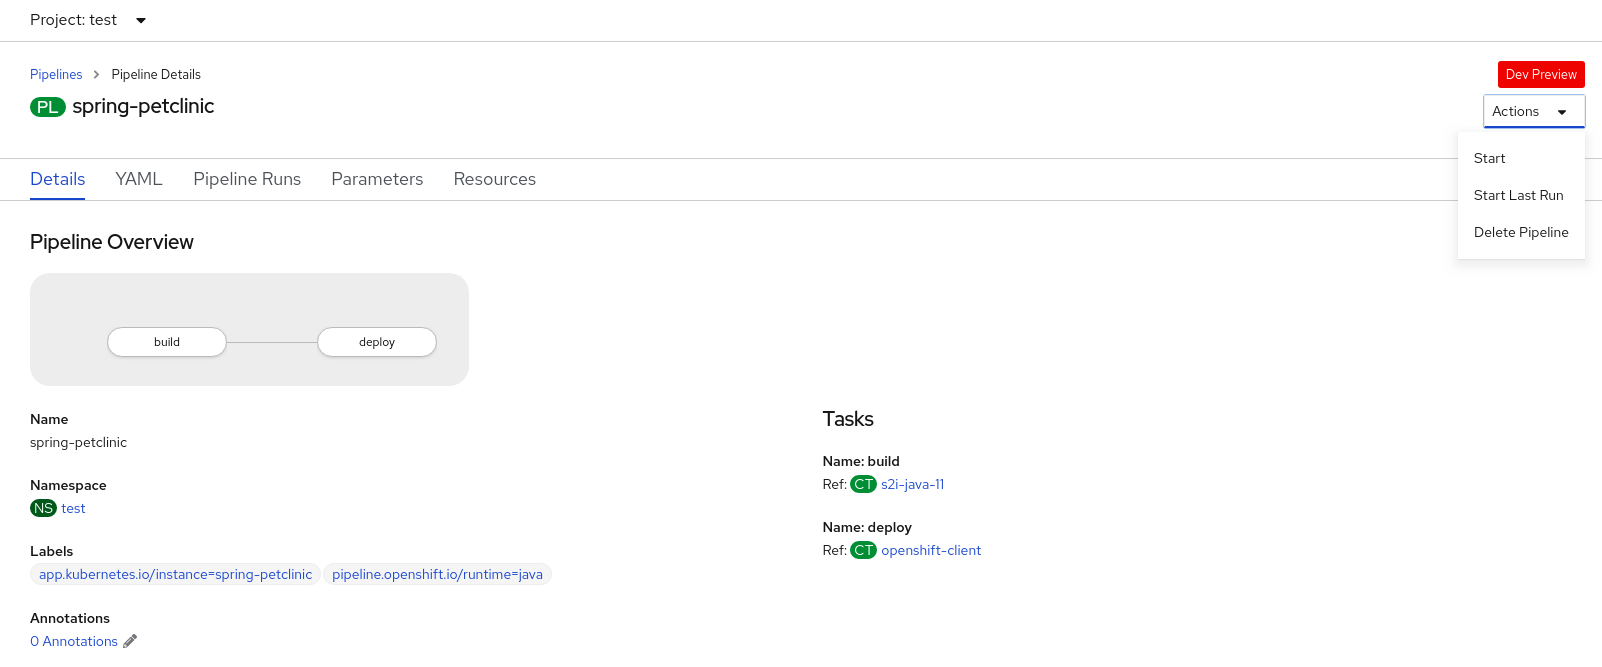 Project: test
Pipelines > Pipeline Details
Dev Preview
PL spring-petclinic
Actions
Start
Start Last Run
Delete Pipeline
Details YAML Pipeline Runs Parameters Resources
Pipeline Overview
build deploy
Name
spring-petclinic
Namespace
NS test
Labels
app.kubernetes.io/instance=spring-petclinic pipeline.openshift.io/runtime=java
Annotations
0 Annotations
Tasks
Name: build
Ref: CT s2i-java-11
Name: deploy
Ref: CT openshift-client